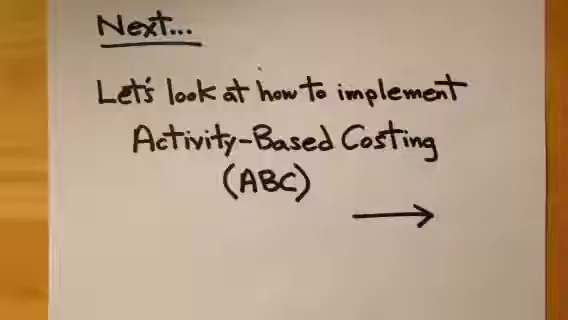 Next...
Let's look at how to implement
Activity-Based Costing
(ABC)